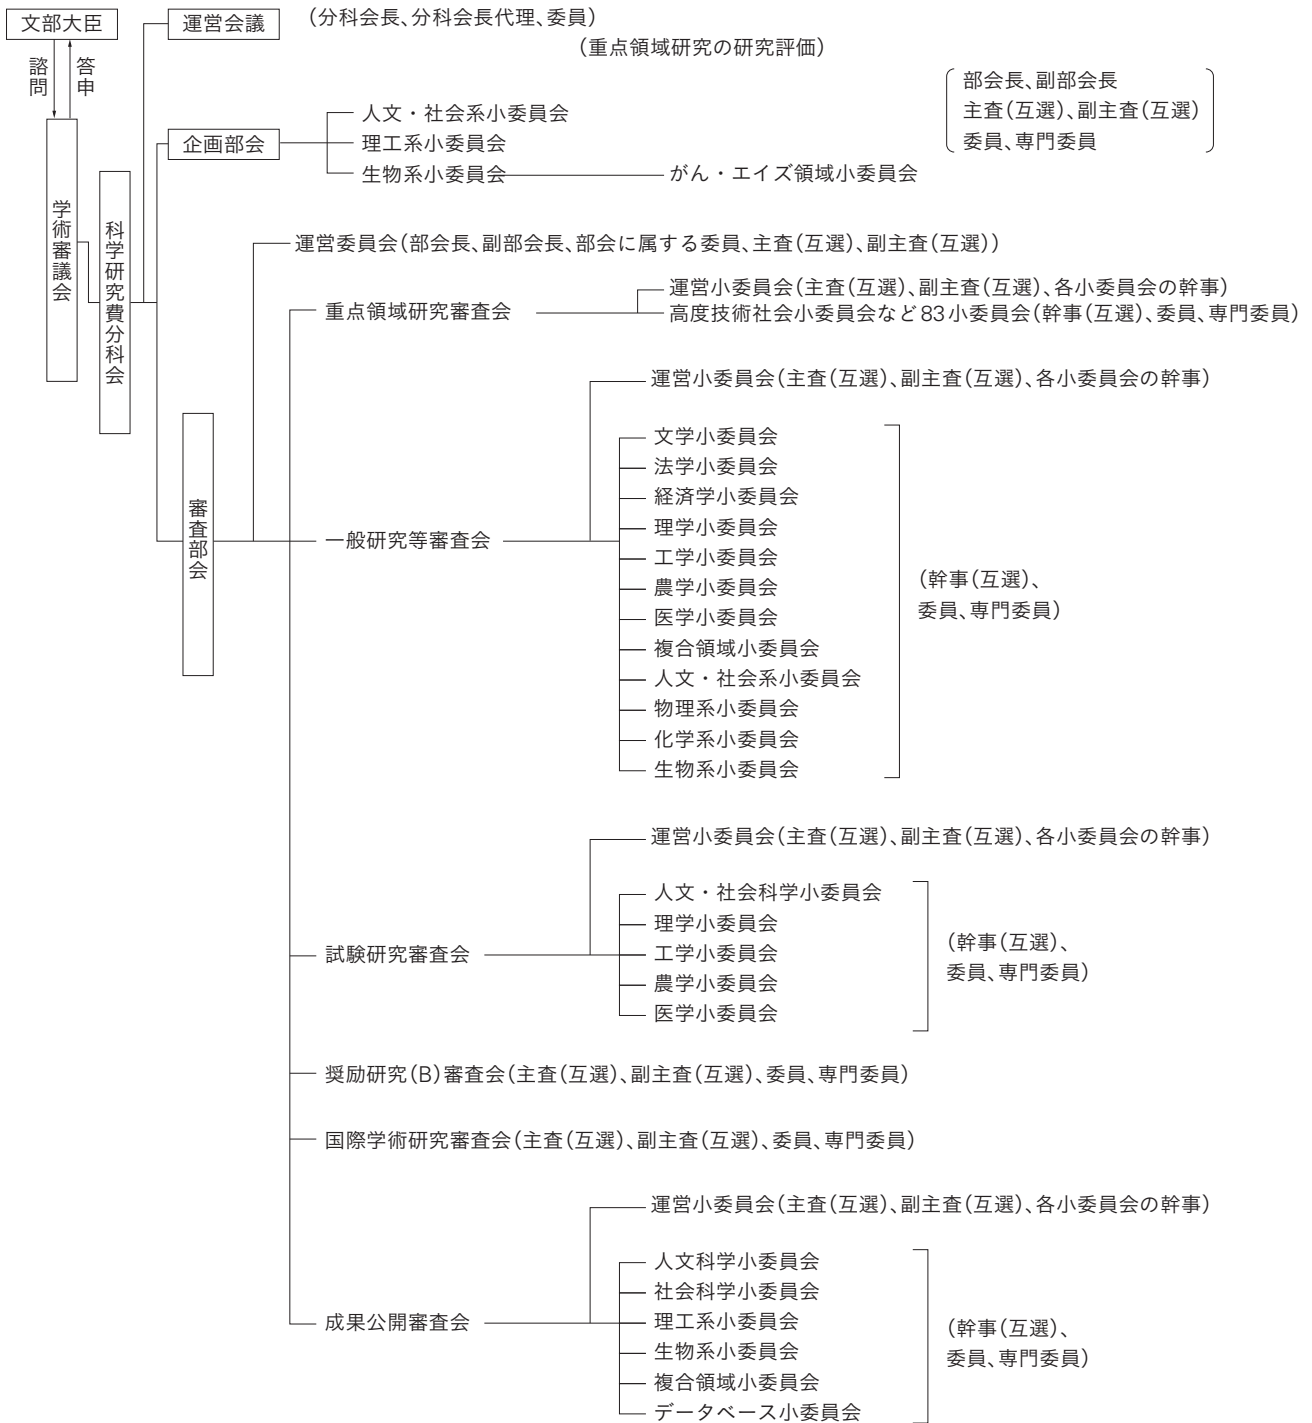 文部大臣
諮問
答申
学術審議会
科学研究費分科会
運営会議
(分科会長、分科会長代理、委員)
(重点領域研究の研究評価)
企画部会
人文・社会系小委員会
理工系小委員会
生物系小委員会
がん・エイズ領域小委員会
部会長、副部会長
主査(互選)、副主査(互選)
委員、専門委員
審査部会
運営委員会(部会長、副部会長、部会に属する委員、主査(互選)、副主査(互選))
重点領域研究審査会
運営小委員会(主査(互選)、副主査(互選)、各小委員会の幹事)
高度技術社会小委員会など83小委員会(幹事(互選)、委員、専門委員)
一般研究等審査会
運営小委員会(主査(互選)、副主査(互選)、各小委員会の幹事)
文学小委員会
法学小委員会
経済学小委員会
理学小委員会
工学小委員会
農学小委員会
医学小委員会
複合領域小委員会
人文・社会系小委員会
物理系小委員会
化学系小委員会
生物系小委員会
(幹事(互選)、
委員、専門委員)
試験研究審査会
運営小委員会(主査(互選)、副主査(互選)、各小委員会の幹事)
人文・社会科学小委員会
理学小委員会
工学小委員会
農学小委員会
医学小委員会
(幹事(互選)、
委員、専門委員)
奨励研究(B)審査会(主査(互選)、副主査(互選)、委員、専門委員)
国際学術研究審査会(主査(互選)、副主査(互選)、委員、専門委員)
成果公開審査会
運営小委員会(主査(互選)、副主査(互選)、各小委員会の幹事)
人文科学小委員会
社会科学小委員会
理工系小委員会
生物系小委員会
複合領域小委員会
データベース小委員会
(幹事(互選)、
委員、専門委員)